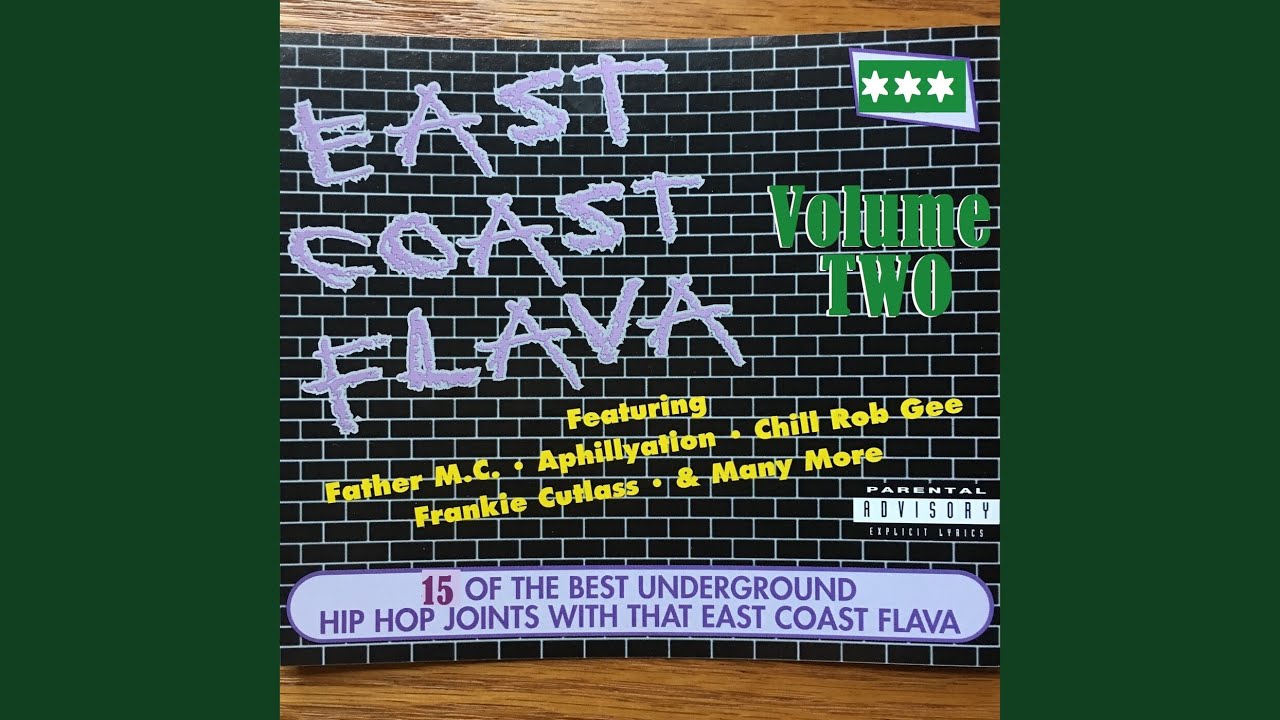 EAST
COAST
FLAVA
***
Volume
TWO
Featuring
Father M.C. • Aphillyation • Chill Rob Gee
Frankie Cutlass • & Many More
PARENTAL
ADVISORY
EXPLICIT LYRICS
15 OF THE BEST UNDERGROUND
HIP HOP JOINTS WITH THAT EAST COAST FLAVA